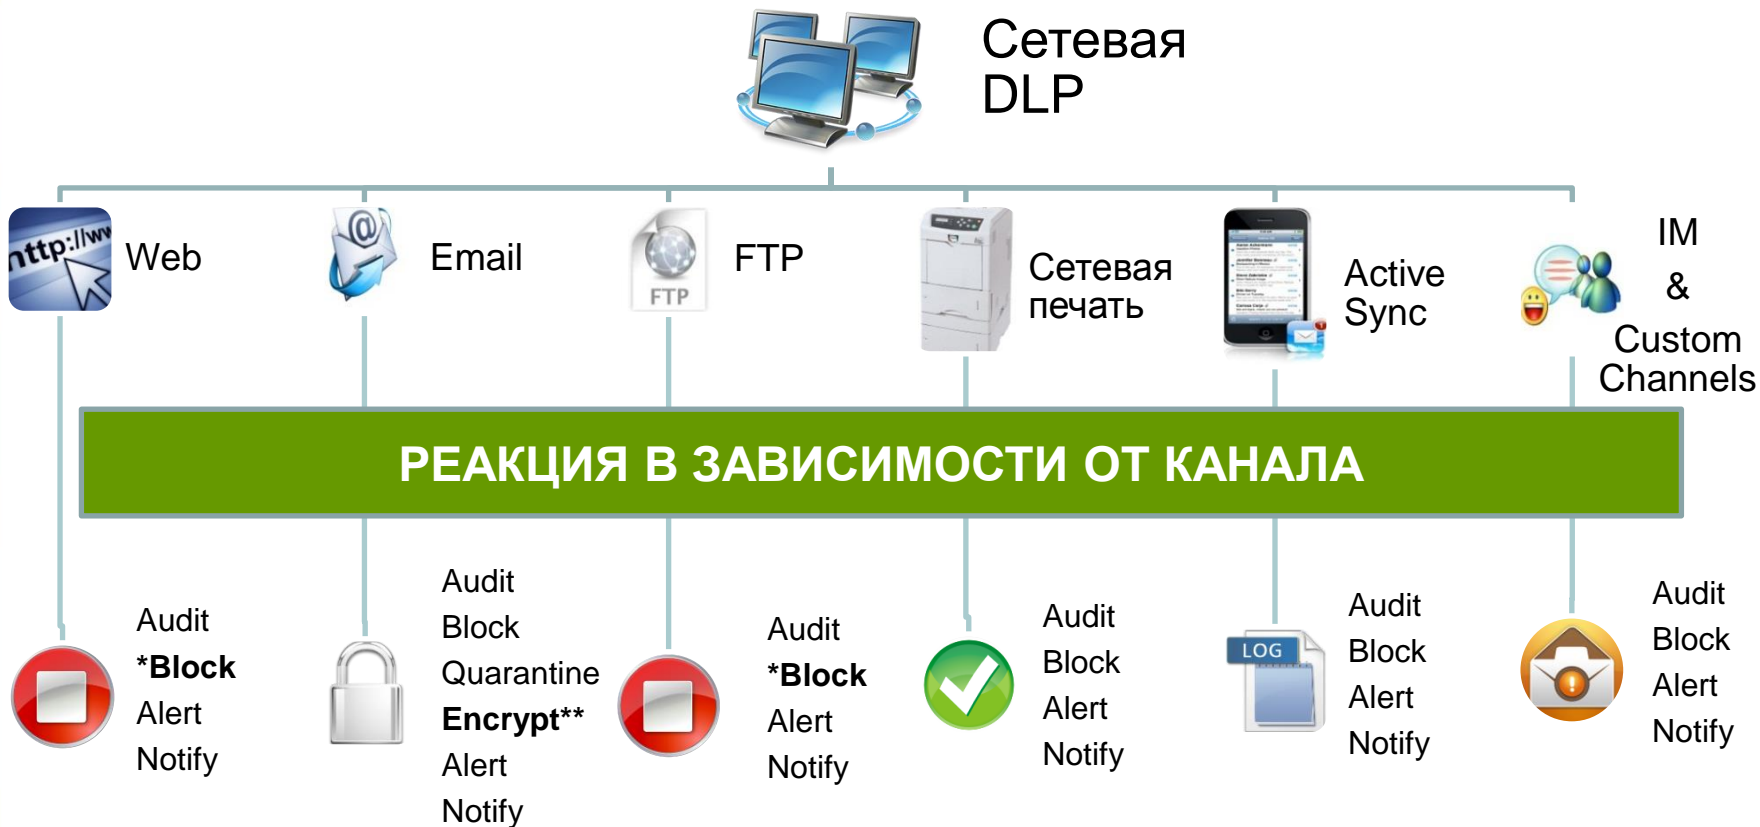 Сетевая
DLP
http://ww
Web
@
Email
FTP
FTP
Сетевая
печать
Active
Sync
IM
&
Custom
Channels
РЕАКЦИЯ В ЗАВИСИМОСТИ ОТ КАНАЛА
Audit
*Block
Alert
Notify
Audit
Block
Quarantine
Encrypt**
Alert
Notify
Audit
*Block
Alert
Notify
Audit
Block
Alert
Notify
LOG
Audit
Block
Alert
Notify
Audit
Block
Alert
Notify